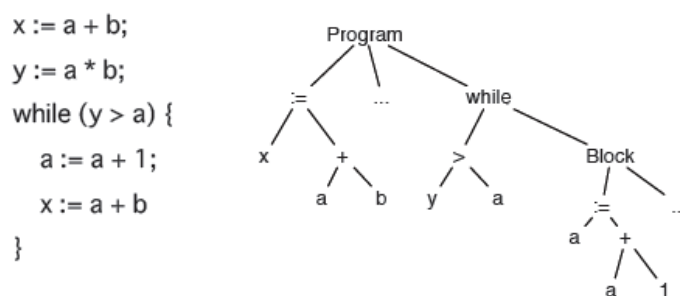 x := a + b;
y := a * b;
while (y > a) {
a := a + 1;
x := a + b
}
Program
:= ... while
x + > Block
a b y a := ...
a +
a 1